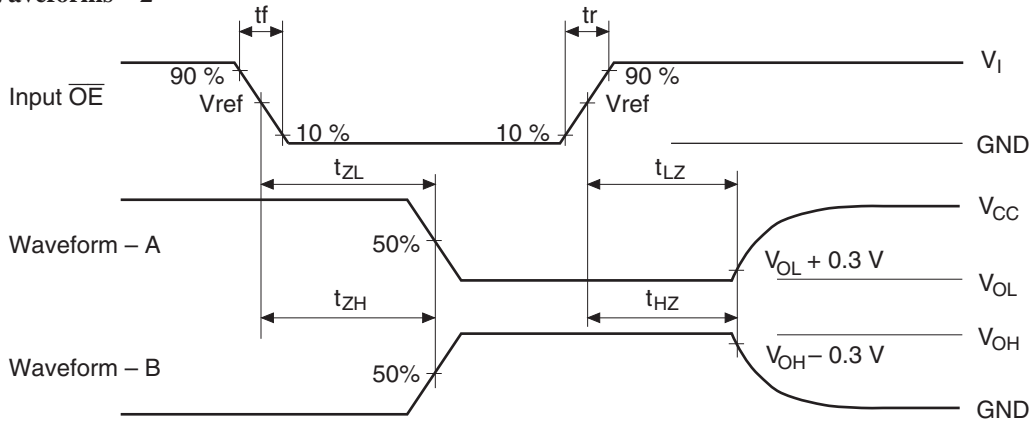 tf
tr
90 %
90 %
V_I
Input O̅E̅
Vref
Vref
10 %
10 %
GND
t_ZL
t_LZ
V_CC
Waveform – A
50%
V_OL + 0.3 V
V_OL
t_ZH
t_HZ
V_OH
V_OH – 0.3 V
Waveform – B
50%
GND